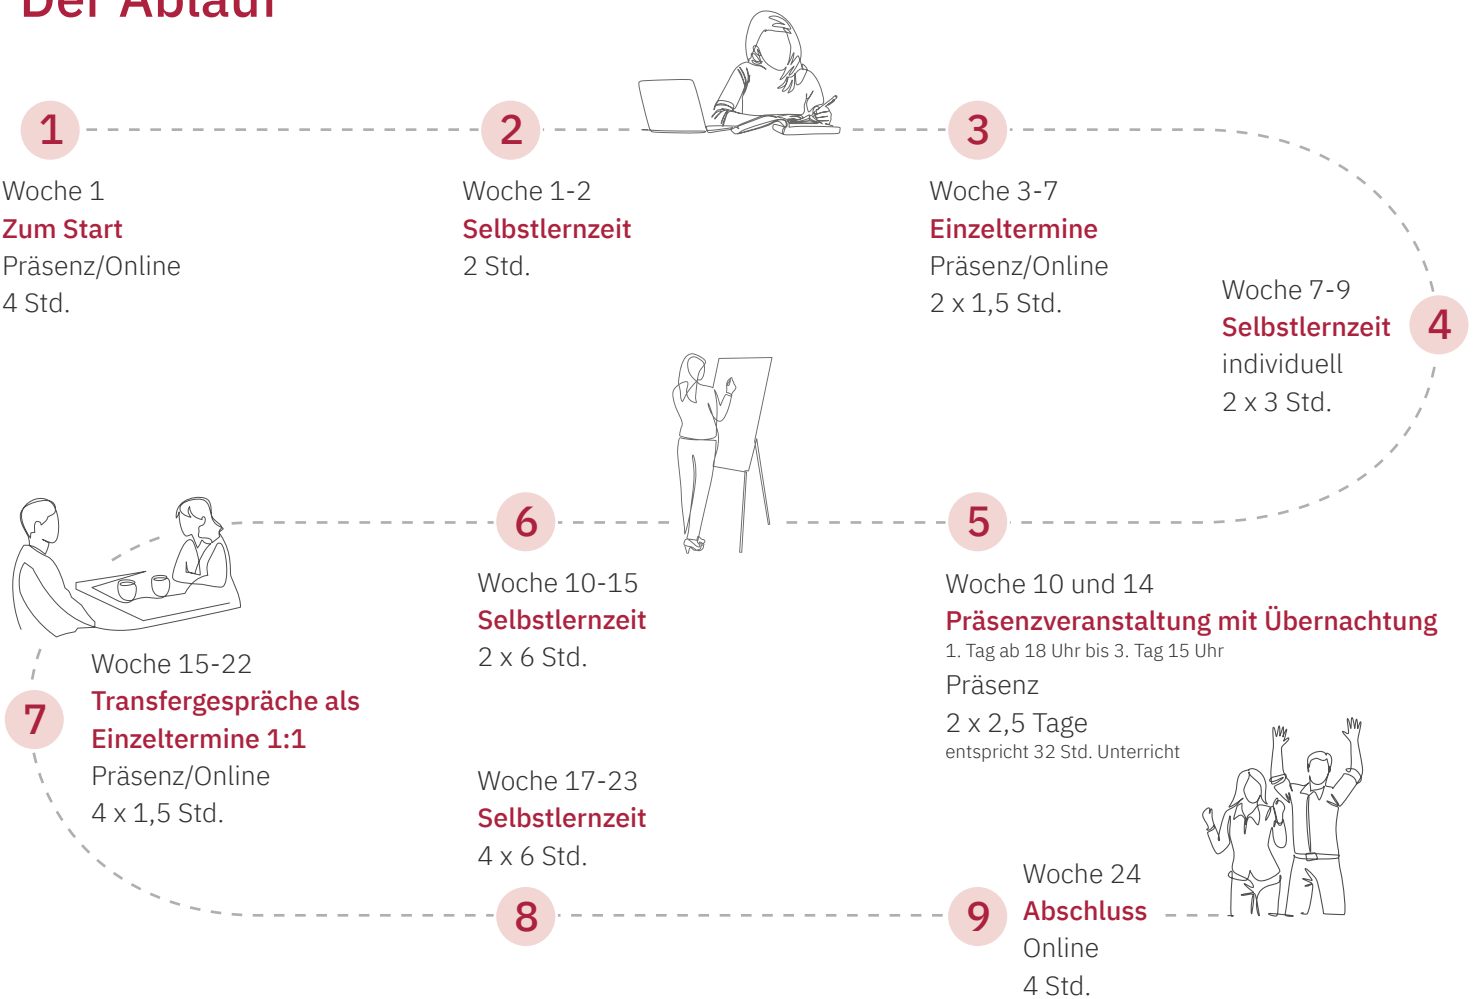 Der Ablauf
1
Woche 1
Zum Start
Präsenz/Online
4 Std.
2
Woche 1-2
Selbstlernzeit
2 Std.
3
Woche 3-7
Einzeltermine
Präsenz/Online
2 x 1,5 Std.
4
Woche 7-9
Selbstlernzeit
individuell
2 x 3 Std.
5
Woche 10 und 14
Präsenzveranstaltung mit Übernachtung
1. Tag ab 18 Uhr bis 3. Tag 15 Uhr
Präsenz
2 x 2,5 Tage
entspricht 32 Std. Unterricht
6
Woche 10-15
Selbstlernzeit
2 x 6 Std.
7
Woche 15-22
Transfergespräche als
Einzeltermine 1:1
Präsenz/Online
4 x 1,5 Std.
8
Woche 17-23
Selbstlernzeit
4 x 6 Std.
9
Woche 24
Abschluss
Online
4 Std.